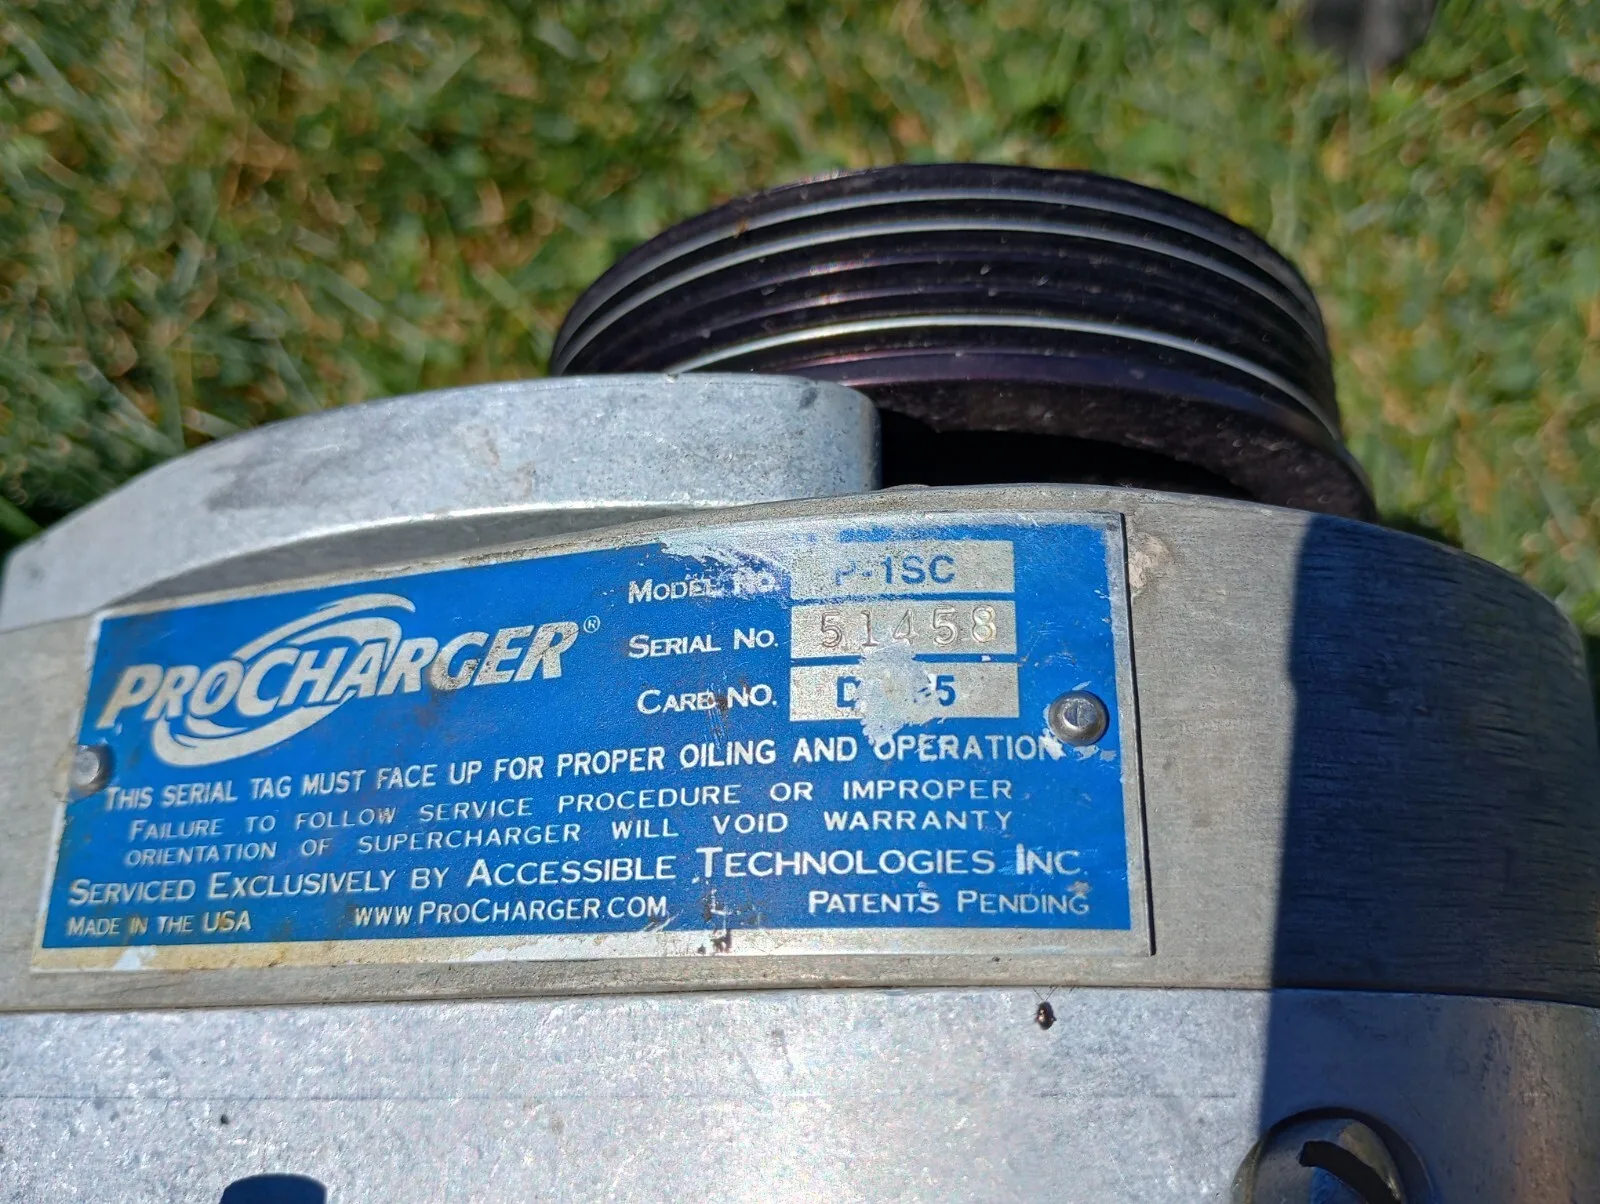 PROCHARGER®
MODEL NO. P-1SC
SERIAL NO. 51458
CARB NO.
THIS SERIAL TAG MUST FACE UP FOR PROPER OILING AND OPERATION
FAILURE TO FOLLOW SERVICE PROCEDURE OR IMPROPER
ORIENTATION OF SUPERCHARGER WILL VOID WARRANTY
SERVICED EXCLUSIVELY BY ACCESSIBLE TECHNOLOGIES INC.
MADE IN THE USA WWW.PROCHARGER.COM PATENTS PENDING